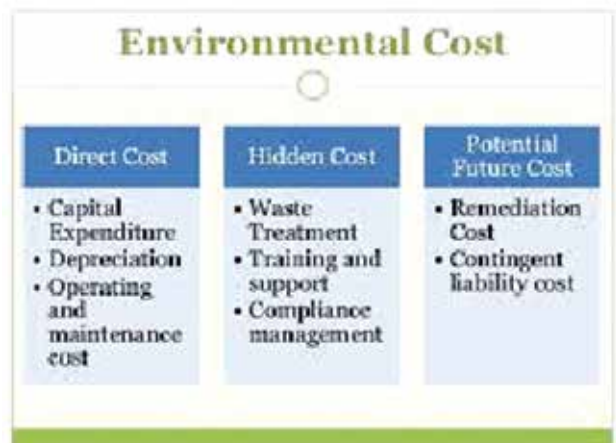 Environmental Cost
Direct Cost
• Capital
Expenditure
• Depreciation
• Operating
and
maintenance
cost
Hidden Cost
• Waste
Treatment
• Training and
support
• Compliance
management
Potential
Future Cost
• Remediation
Cost
• Contingent
liability cost